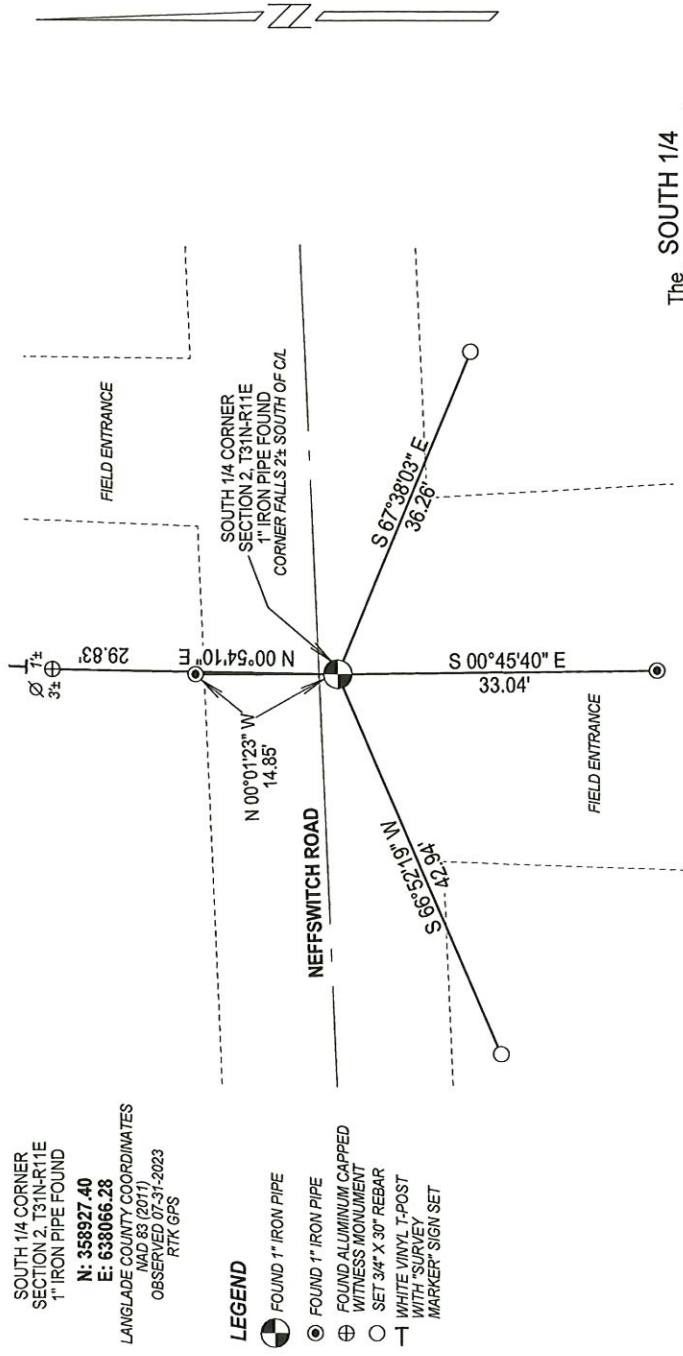 SOUTH 1/4 CORNER
SECTION 2, T31N-R11E
1" IRON PIPE FOUND
N: 358927.40
E: 638066.28
LANGLADE COUNTY COORDINATES
NAD 83 (2011)
OBSERVED 07-31-2023
RTK GPS
LEGEND
FOUND 1" IRON PIPE
FOUND 1" IRON PIPE
FOUND ALUMINUM CAPPED
WITNESS MONUMENT
SET 3/4" X 30" REBAR
WHITE VINYL T-POST
WITH "SURVEY
MARKER" SIGN SET
Ø 1'±
3'±
29.83'
N 00°54'10" E
N 00°01'23" W
14.85'
FIELD ENTRANCE
SOUTH 1/4 CORNER
SECTION 2, T31N-R11E
1" IRON PIPE FOUND
CORNER FALLS 2'± SOUTH OF C/L
NEFFSWITCH ROAD
S 66°52'19" W
42.94'
S 00°45'40" E
33.04'
S 67°38'03" E
36.26'
FIELD ENTRANCE
The SOUTH 1/4